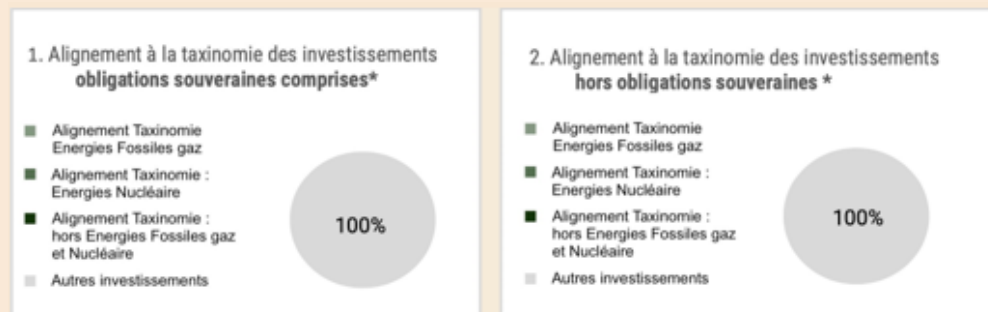 1. Alignement à la taxinomie des investissements
obligations souveraines comprises*
Alignement Taxinomie
Energies Fossiles gaz
Alignement Taxinomie :
Energies Nucléaire
Alignement Taxinomie :
hors Energies Fossiles gaz
et Nucléaire
Autres investissements
100%
2. Alignement à la taxinomie des investissements
hors obligations souveraines *
Alignement Taxinomie
Energies Fossiles gaz
Alignement Taxinomie :
Energies Nucléaire
Alignement Taxinomie :
hors Energies Fossiles gaz
et Nucléaire
Autres investissements
100%